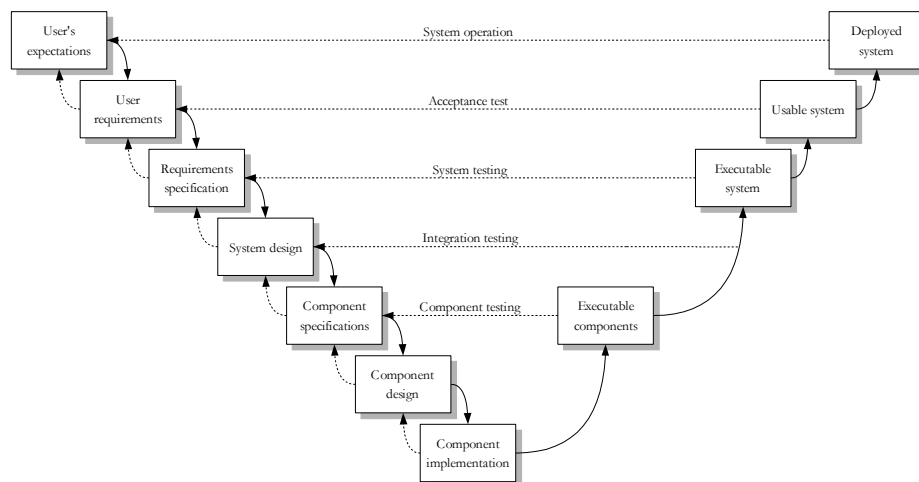 User's
expectations
System operation
Deployed
system
User
requirements
Acceptance test
Usable system
Requirements
specification
System testing
Executable
system
System design
Integration testing
Component
specifications
Component testing
Executable
components
Component
design
Component
implementation